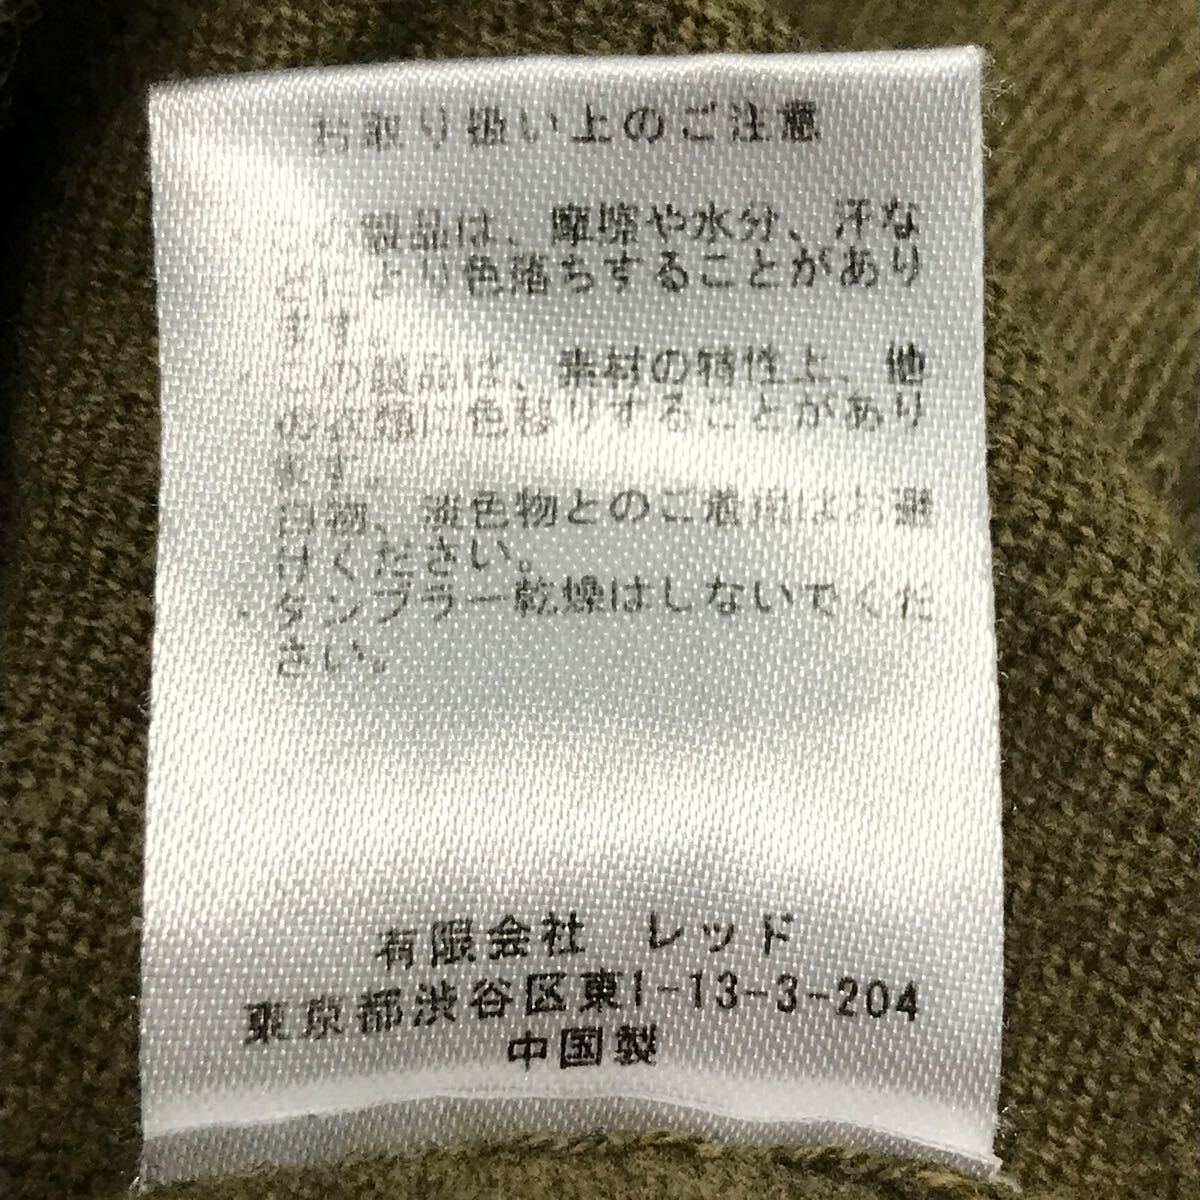 お取り扱い上のご注意
この製品は、摩擦や水分、汗な
どにより色落ちすることがあり
ます。
この製品は、素材の特性上、他
の衣類に色移りすることがあり
ます。
白物、淡色物とのご着用はお避
けください。
タンブラー乾燥はしないでくだ
さい。
有限会社 レッド
東京都渋谷区東1-13-3-204
中国製